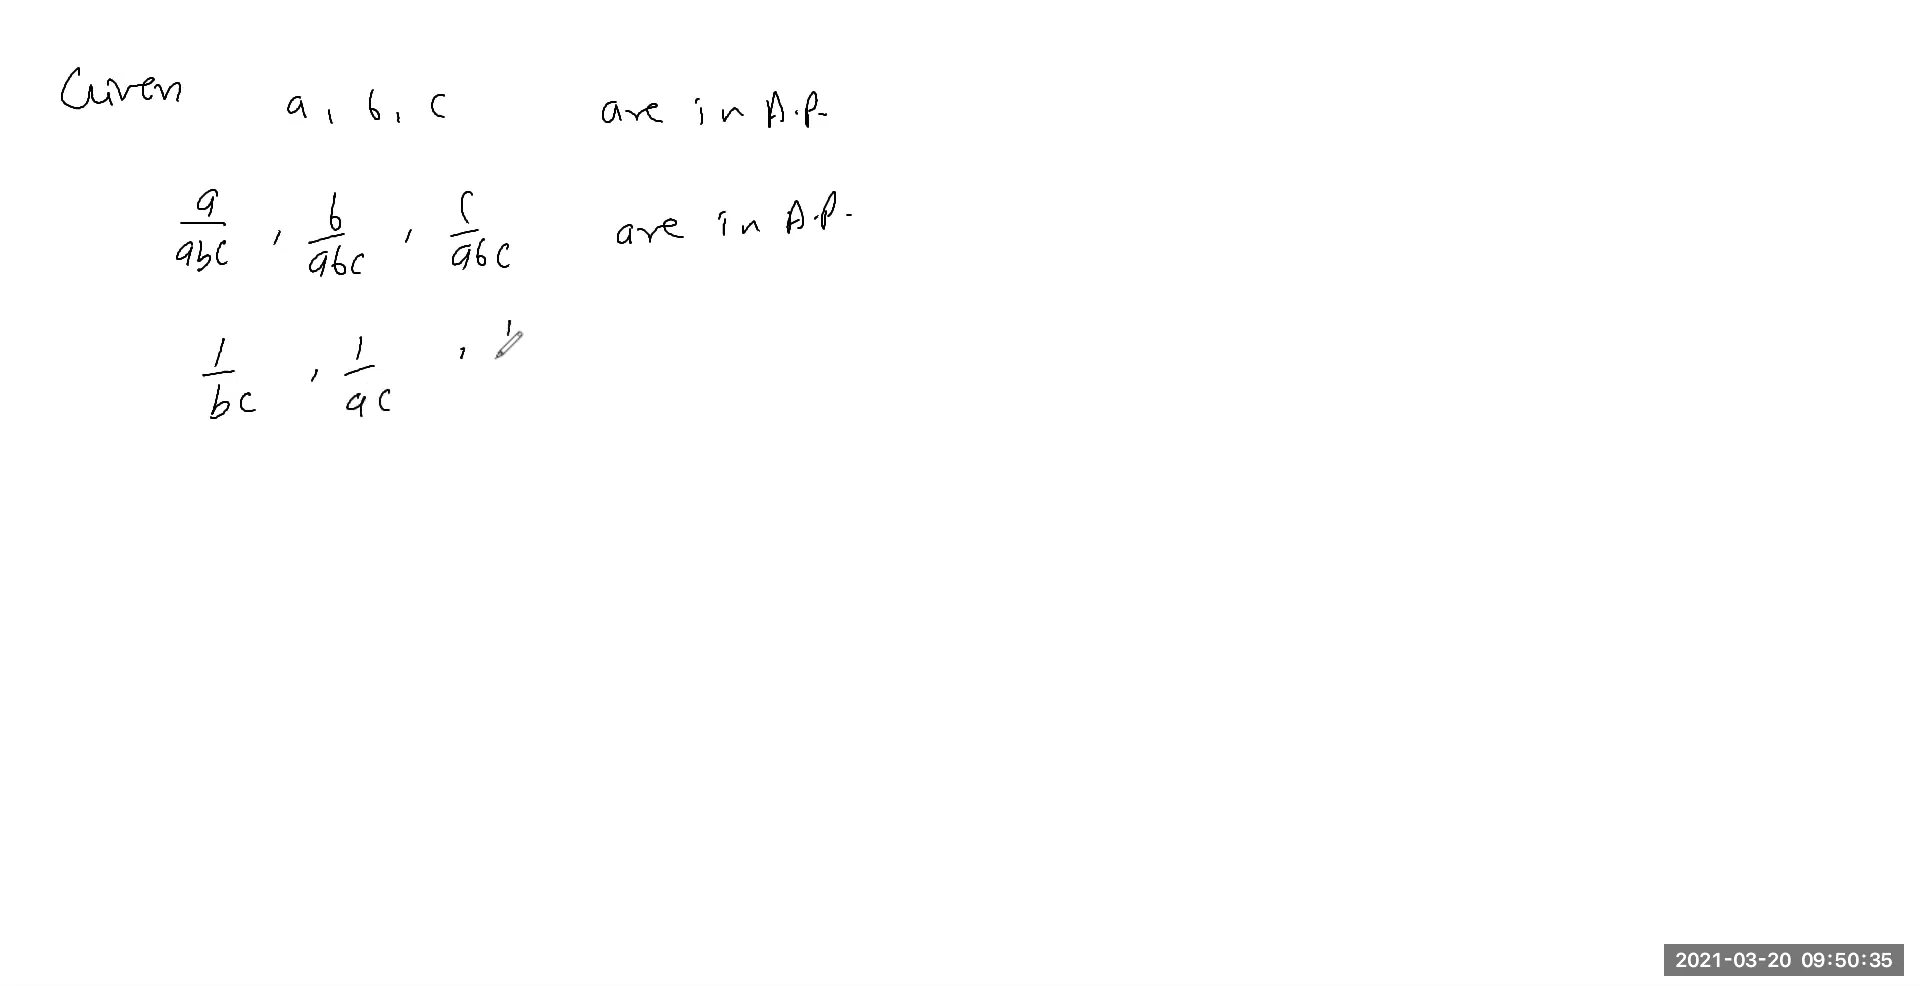 Given a, b, c are in A.P.
a/abc , b/abc , c/abc are in A.P.
1/bc , 1/ac , 1
2021-03-20 09:50:35